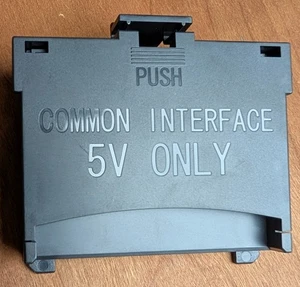 PUSH
COMMON INTERFACE
5V ONLY